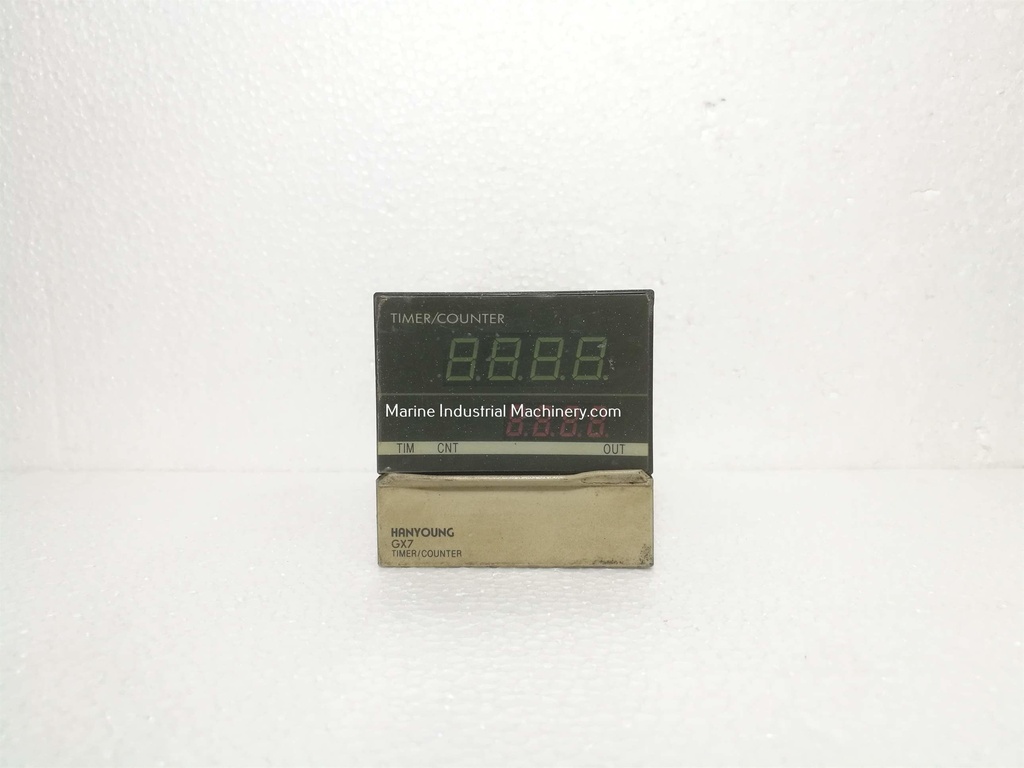 TIMER/COUNTER
8.8.8.8.
Marine Industrial Machinery.com
8.8.8.8.
TIM CNT OUT
HANYOUNG
GX7
TIMER/COUNTER